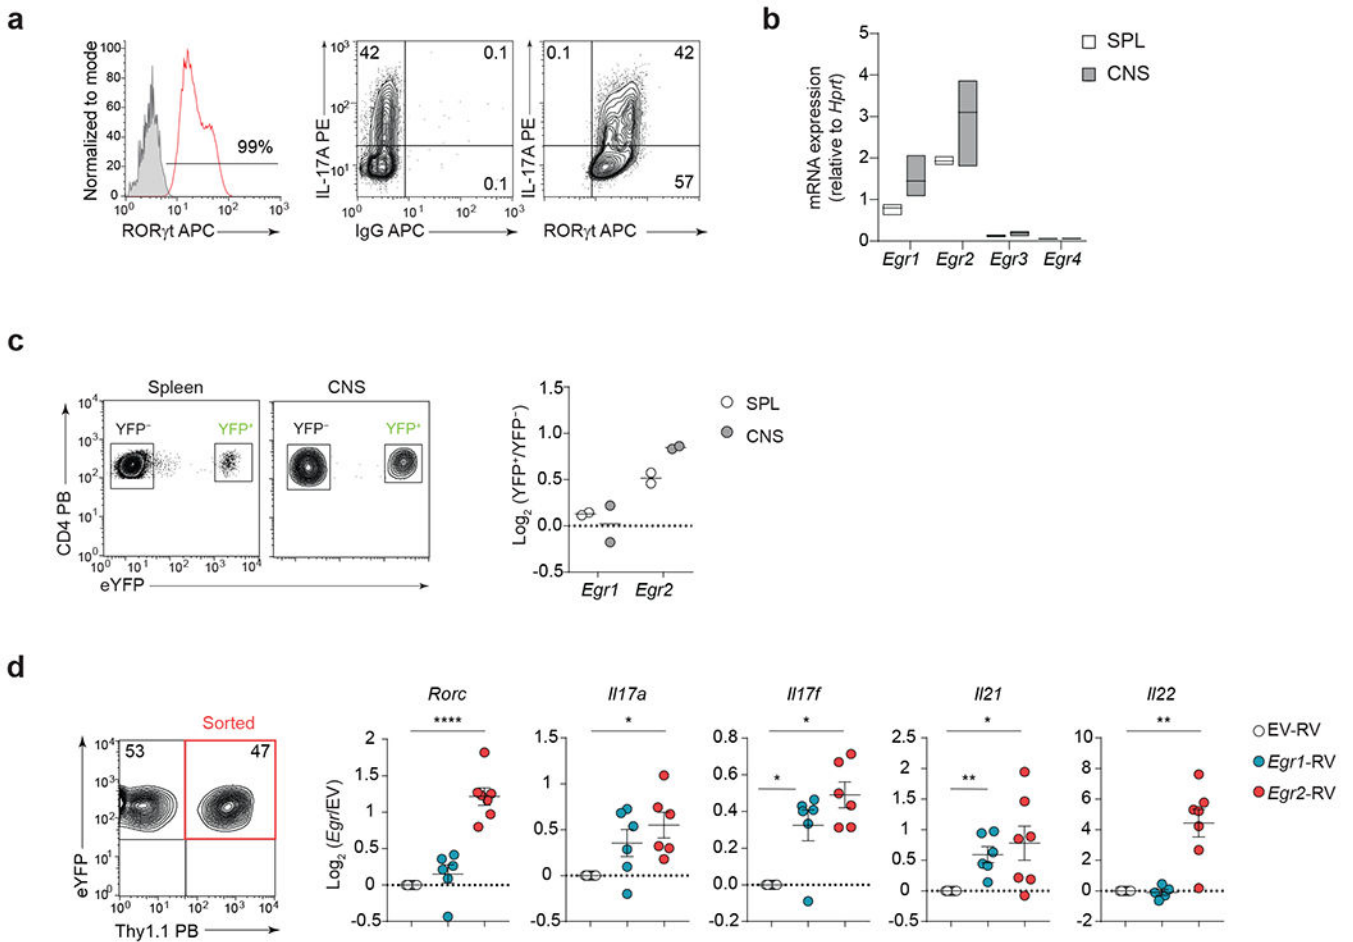 a
Normalized to mode
100
80
60
40
20
0
99%
10⁰ 10¹ 10² 10³
RORγt APC
IL-17A PE
10³
10²
10¹
42
0.1
0.1
10⁰ 10¹ 10² 10³
IgG APC
IL-17A PE
0.1
42
57
RORγt APC
b
mRNA expression
(relative to Hprt)
5
4
3
2
1
0
Egr1 Egr2 Egr3 Egr4
SPL
CNS
c
Spleen
CNS
CD4 PB
10⁴
10³
10²
10¹
10⁰
YFP⁻
YFP⁺
YFP⁻
YFP⁺
10⁰ 10¹ 10² 10³ 10⁴
eYFP
Log₂ (YFP⁺/YFP⁻)
1.5
1.0
0.5
0.0
-0.5
Egr1 Egr2
SPL
CNS
d
Sorted
eYFP
10⁴
10³
10²
10¹
10⁰
53
47
10⁰ 10¹ 10² 10³ 10⁴
Thy1.1 PB
Log₂ (Egr/EV)
Rorc
****
2
1.5
1
0.5
0
-0.5
Il17a
*
1.5
1.0
0.5
0
-0.5
Il17f
*
*
0.8
0.6
0.4
0.2
0
-0.2
Il21
*
**
2.5
2
1.5
1
0.5
0
-0.5
Il22
**
10
8
6
4
2
0
-2
EV-RV
Egr1-RV
Egr2-RV